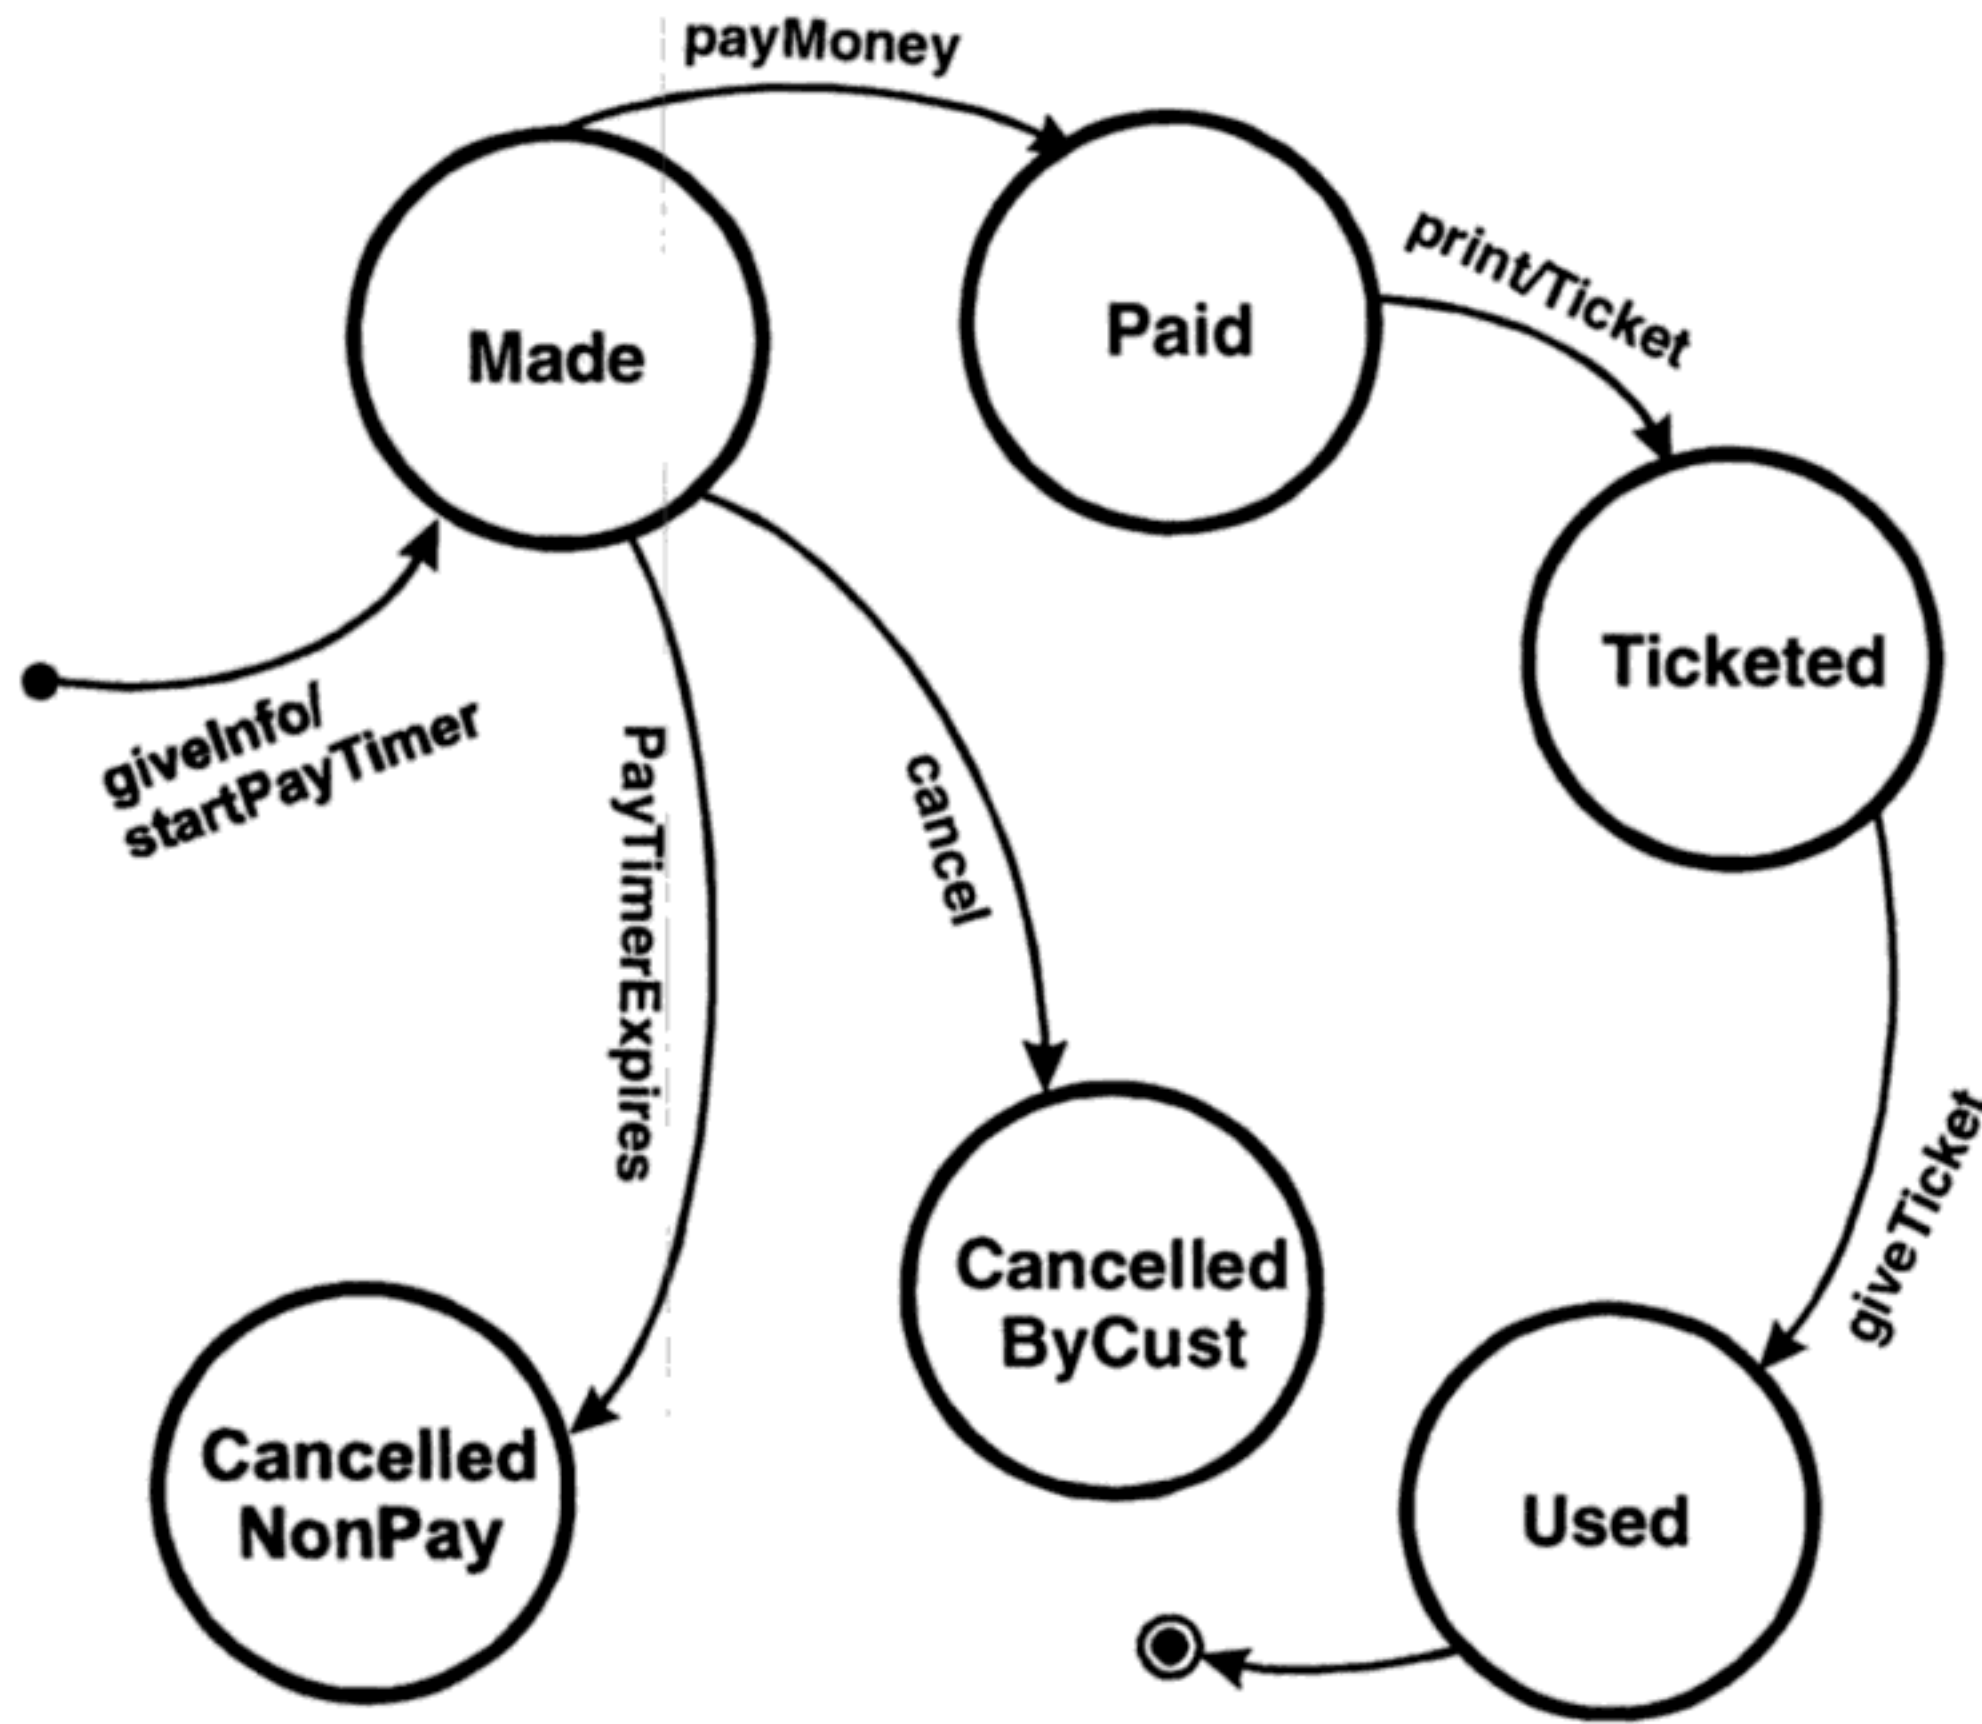 payMoney
print/Ticket
Made
Paid
Ticketed
giveInfo/
startPayTimer
PayTimerExpires
cancel
giveTicket
Cancelled
ByCust
Cancelled
NonPay
Used